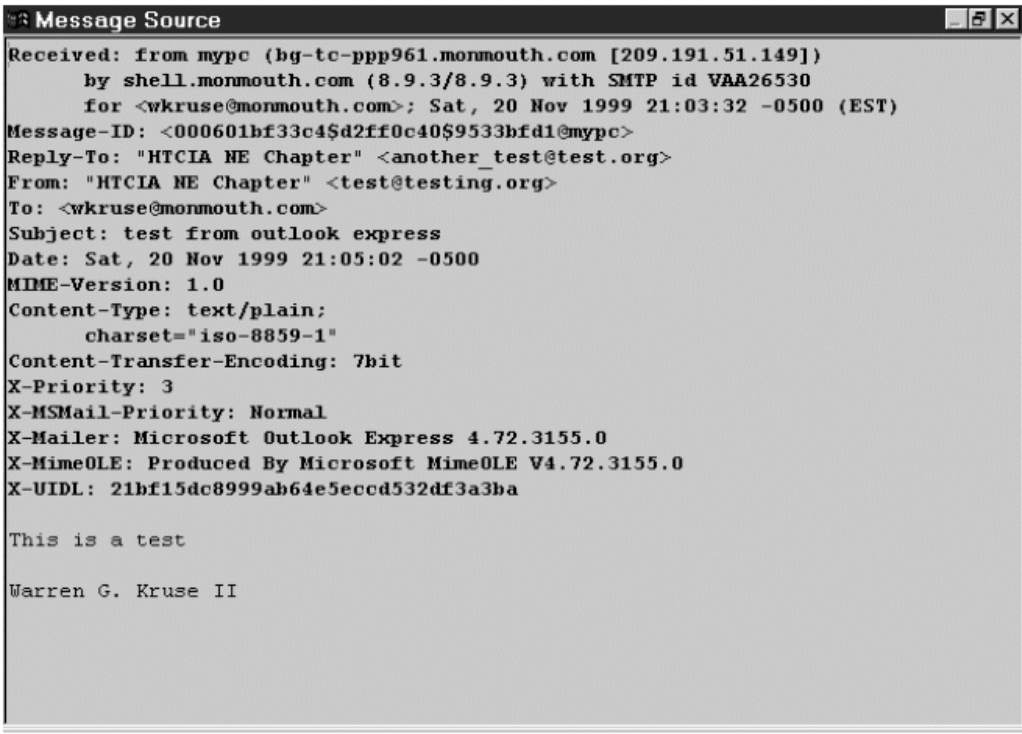 Message Source
Received: from mypc (bg-tc-ppp961.monmouth.com [209.191.51.149])
by shell.monmouth.com (8.9.3/8.9.3) with SMTP id VAA26530
for <wkruse@monmouth.com>; Sat, 20 Nov 1999 21:03:32 -0500 (EST)
Message-ID: <000601bf33c4$d2ff0c40$9533bfd1@mypc>
Reply-To: "HTCIA NE Chapter" <another_test@test.org>
From: "HTCIA NE Chapter" <test@testing.org>
To: <wkruse@monmouth.com>
Subject: test from outlook express
Date: Sat, 20 Nov 1999 21:05:02 -0500
MIME-Version: 1.0
Content-Type: text/plain;
charset="iso-8859-1"
Content-Transfer-Encoding: 7bit
X-Priority: 3
X-MSMail-Priority: Normal
X-Mailer: Microsoft Outlook Express 4.72.3155.0
X-MimeOLE: Produced By Microsoft MimeOLE V4.72.3155.0
X-UIDL: 21bf15dc8999ab64e5eccd532df3a3ba
This is a test
Warren G. Kruse II